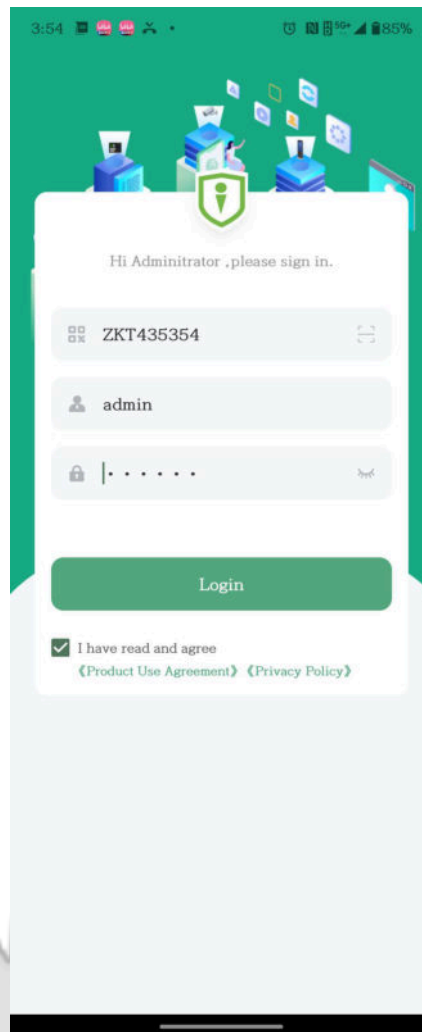 3:54 5G+ 85%
Hi Adminitrator ,please sign in.
ZKT435354
admin
Login
I have read and agree
《Product Use Agreement》 《Privacy Policy》